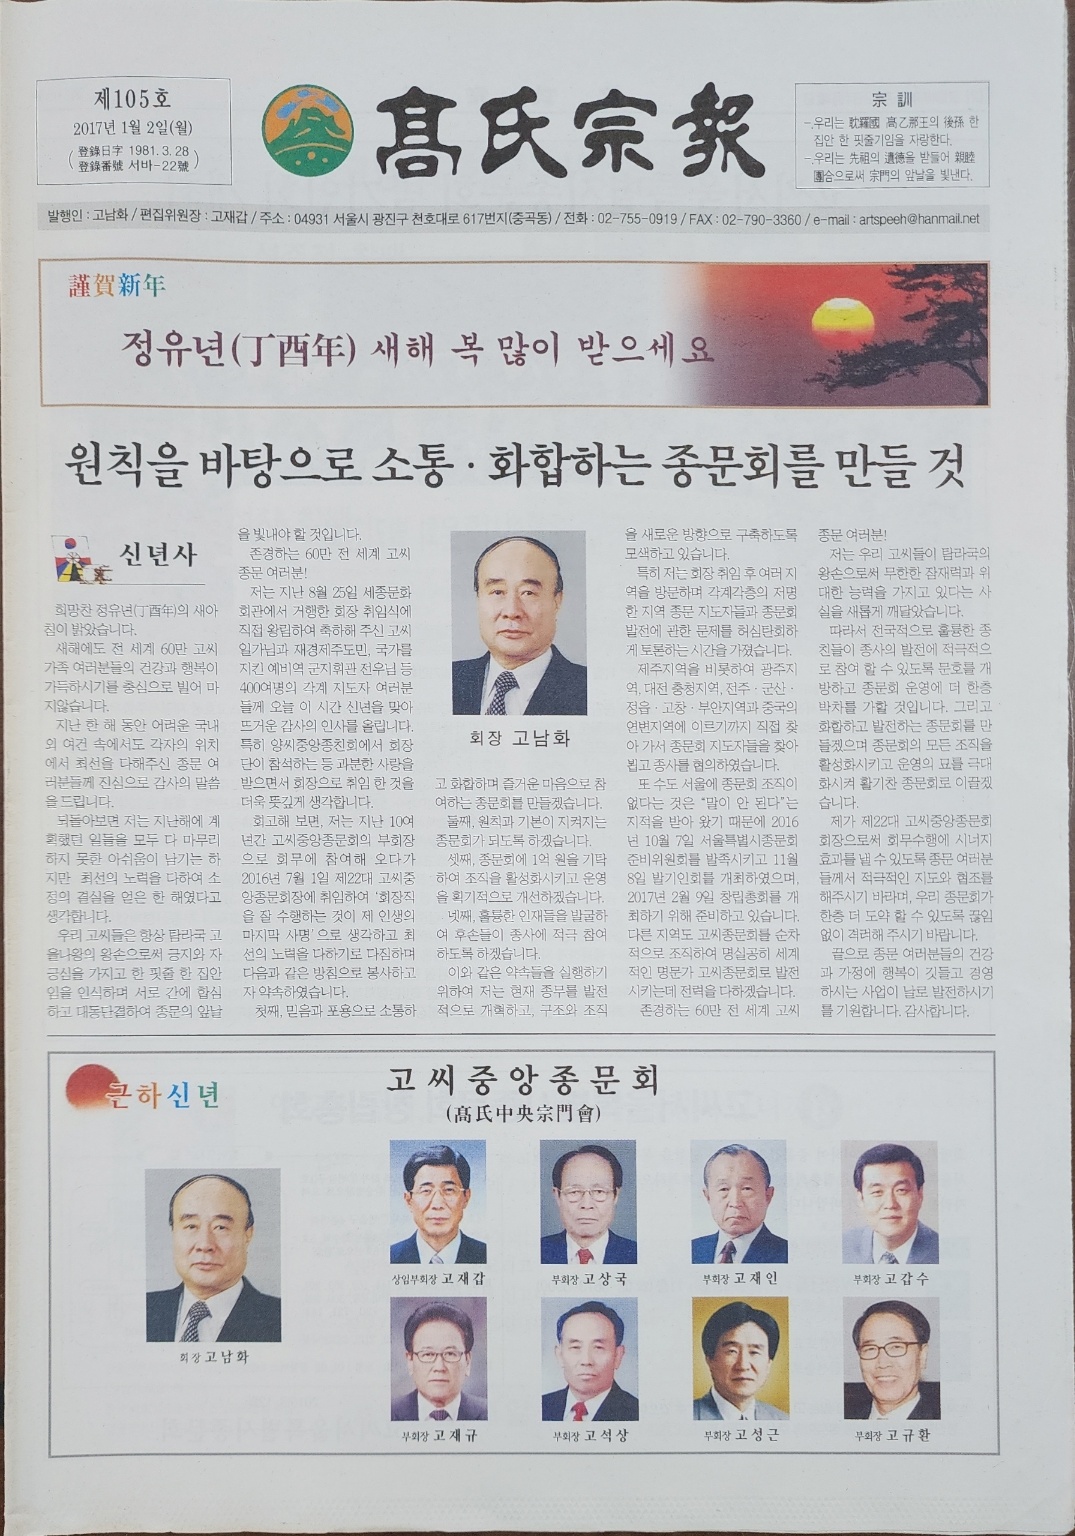 제105호
2017년 1월 2일(월)
登錄日字 1981. 3. 28
登錄番號 서바-22號
髙氏宗報
宗 訓
-.우리는 耽羅國 高乙那王의 後孫 한
집안 한 핏줄기임을 자랑한다.
-.우리는 先祖의 遺德을 받들어 親睦
團合으로써 宗門의 앞날을 빛낸다.
발행인 : 고남화 / 편집위원장 : 고재갑 / 주소 : 04931 서울시 광진구 천호대로 617번지(중곡동) / 전화 : 02-755-0919 / FAX : 02-790-3360 / e-mail : artspeeh@hanmail.net
謹賀新年
정유년(丁酉年) 새해 복 많이 받으세요
원칙을 바탕으로 소통 · 화합하는 종문회를 만들 것
신년사
희망찬 정유년(丁酉年)의 새아
침이 밝았습니다.
새해에도 전 세계 60만 고씨
가족 여러분들의 건강과 행복이
가득하시기를 충심으로 빌어 마
지않습니다.
지난 한 해 동안 어려운 국내
외 여건 속에서도 각자의 위치
에서 최선을 다해주신 종문 여
러분들께 진심으로 감사의 말씀
을 드립니다.
되돌아보면 저는 지난해에 계
획했던 일들을 모두 다 마무리
하지 못한 아쉬움이 남기는 하
지만 최선의 노력을 다하여 소
정의 결실을 얻은 한 해였다고
생각합니다.
우리 고씨들은 항상 탐라국 고
을나왕의 왕손으로써 긍지와 자
긍심을 가지고 한 핏줄 한 집안
임을 인식하며 서로 간에 합심
하고 대동단결하여 종문의 앞날
을 빛내야 할 것입니다.
존경하는 60만 전 세계 고씨
종문 여러분!
저는 지난 8월 25일 세종문화
회관에서 거행한 회장 취임식에
직접 왕림하여 축하해 주신 고씨
일가님과 재경제주도민, 국가를
지킨 예비역 군지휘관 전우님 등
400여명의 각계 지도자 여러분
들께 오늘 이 시간 신년을 맞아
뜨거운 감사의 인사를 올립니다.
특히 양씨중앙종친회에서 회장
단이 참석하는 등 과분한 사랑을
받으면서 회장으로 취임 한 것을
더욱 뜻깊게 생각합니다.
회고해 보면, 저는 지난 10여
년간 고씨중앙종문회의 부회장
으로 회무에 참여해 오다가
2016년 7월 1일 제22대 고씨중
앙종문회장에 취임하여 ‘회장직
을 잘 수행하는 것이 제 인생의
마지막 사명’으로 생각하고 최
선의 노력을 다하기로 다짐하며
다음과 같은 방침으로 봉사하고
자 약속하였습니다.
첫째, 믿음과 포용으로 소통하
회장 고남화
고 화합하며 즐거운 마음으로 참
여하는 종문회를 만들겠습니다.
둘째, 원칙과 기본이 지켜지는
종문회가 되도록 하겠습니다.
셋째, 종문회에 1억 원을 기탁
하여 조직을 활성화시키고 운영
을 획기적으로 개선하겠습니다.
넷째, 훌륭한 인재들을 발굴하
여 후손들이 종사에 적극 참여
하도록 하겠습니다.
이와 같은 약속들을 실행하기
위하여 저는 현재 종무를 발전
적으로 개혁하고, 구조와 조직
을 새로운 방향으로 구축하도록
모색하고 있습니다.
특히 저는 회장 취임 후 여러 지
역을 방문하며 각계각층의 저명
한 지역 종문 지도자들과 종문회
발전에 관한 문제를 허심탄회하
게 토론하는 시간을 가졌습니다.
제주지역을 비롯하여 광주지
역, 대전 충청지역, 전주 · 군산 ·
정읍 · 고창 · 부안지역과 중국의
연변지역에 이르기까지 직접 찾
아 가서 종문회 지도자들을 찾아
뵙고 종사를 협의하였습니다.
또 수도 서울에 종문회 조직이
없다는 것은 “말이 안 된다”는
지적을 받아 왔기 때문에 2016
년 10월 7일 서울특별시종문회
준비위원회를 발족시키고 11월
8일 발기인회를 개최하였으며,
2017년 2월 9일 창립총회를 개
최하기 위해 준비하고 있습니다.
다른 지역도 고씨종문회를 순차
적으로 조직하여 명실공히 세계
적인 명문가 고씨종문회로 발전
시키는데 전력을 다하겠습니다.
존경하는 60만 전 세계 고씨
종문 여러분!
저는 우리 고씨들이 탐라국의
왕손으로써 무한한 잠재력과 위
대한 능력을 가지고 있다는 사
실을 새롭게 깨달았습니다.
따라서 전국적으로 훌륭한 종
친들이 종사의 발전에 적극적으
로 참여 할 수 있도록 문호를 개
방하고 종문회 운영에 더 한층
박차를 가할 것입니다. 그리고
화합하고 발전하는 종문회를 만
들겠으며 종문회의 모든 조직을
활성화시키고 운영의 묘를 극대
화시켜 활기찬 종문회로 이끌겠
습니다.
제가 제22대 고씨중앙종문회
회장으로써 회무수행에 시너지
효과를 낼 수 있도록 종문 여러분
들께서 적극적인 지도와 협조를
해주시기 바라며, 우리 종문회가
한층 더 도약 할 수 있도록 끊임
없이 격려해 주시기 바랍니다.
끝으로 종문 여러분들의 건강
과 가정에 행복이 깃들고 경영
하시는 사업이 날로 발전하시기
를 기원합니다. 감사합니다.
근하신년
고씨중앙종문회
(髙氏中央宗門會)
회장 고남화
상임부회장 고재갑
부회장 고상국
부회장 고재인
부회장 고갑수
부회장 고재규
부회장 고석상
부회장 고성근
부회장 고규환